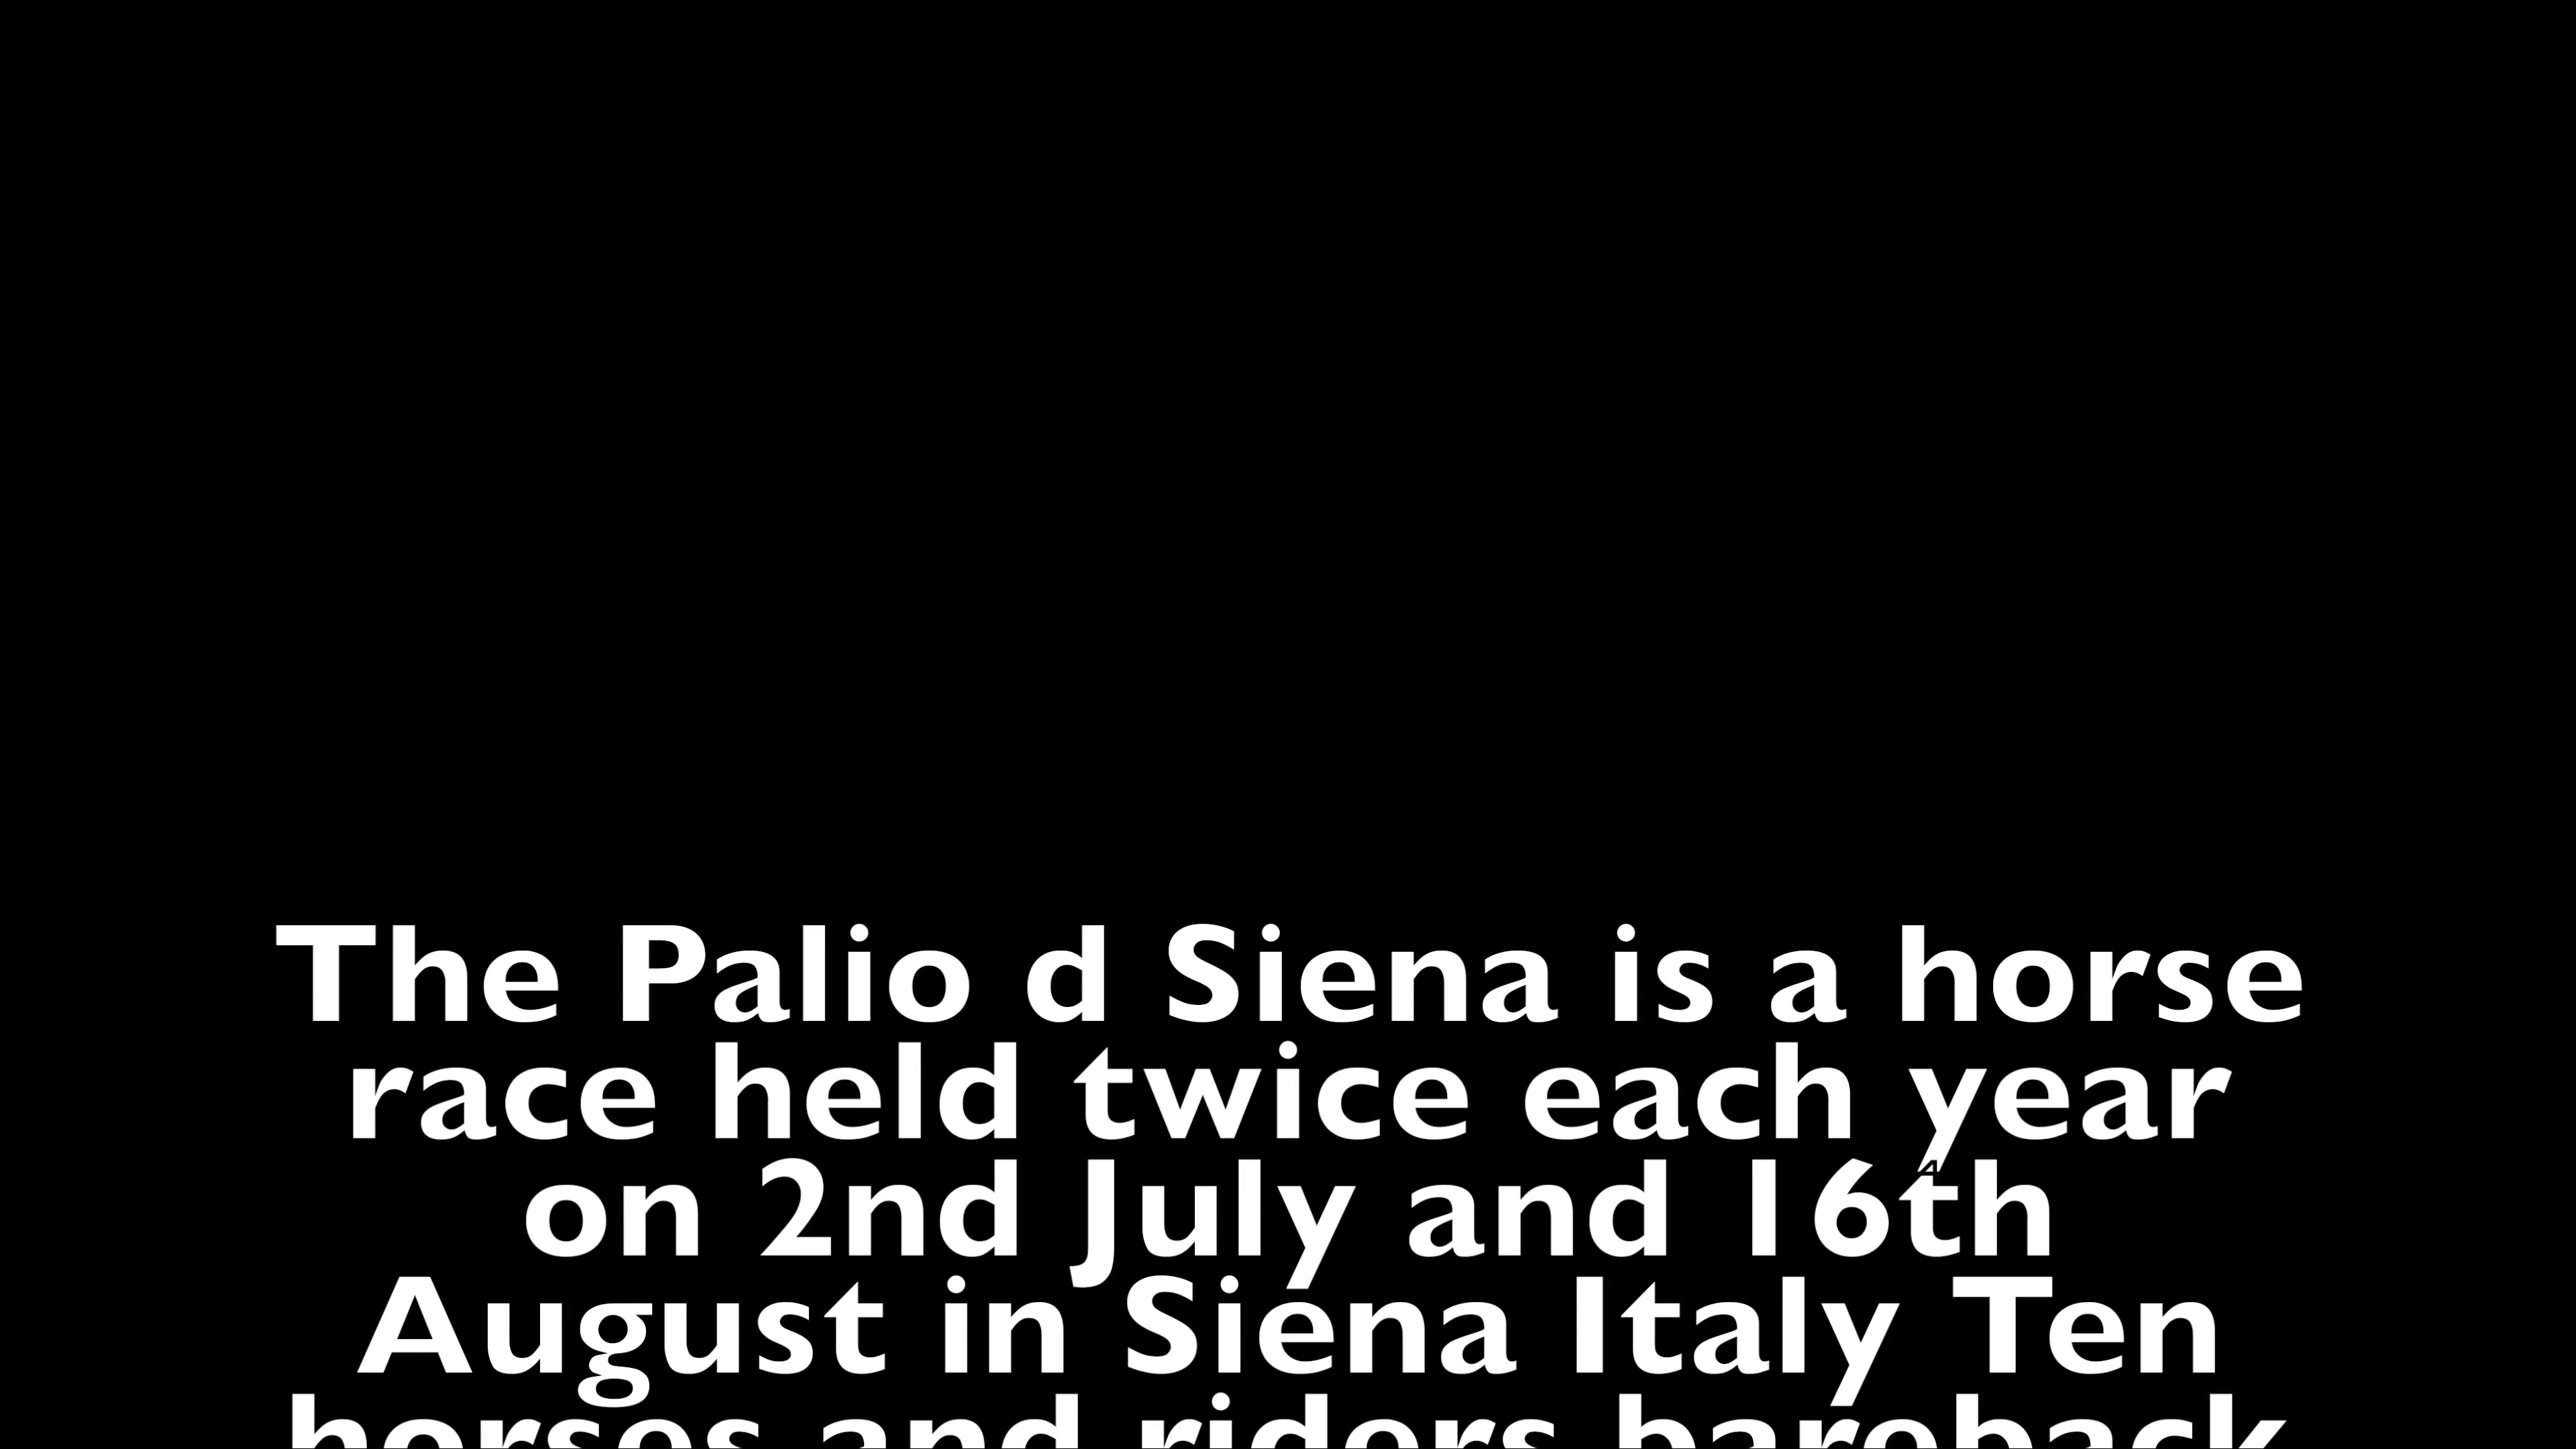 The Palio d Siena is a horse
race held twice each year
on 2nd July and 16th
August in Siena Italy Ten
horses and riders bareback